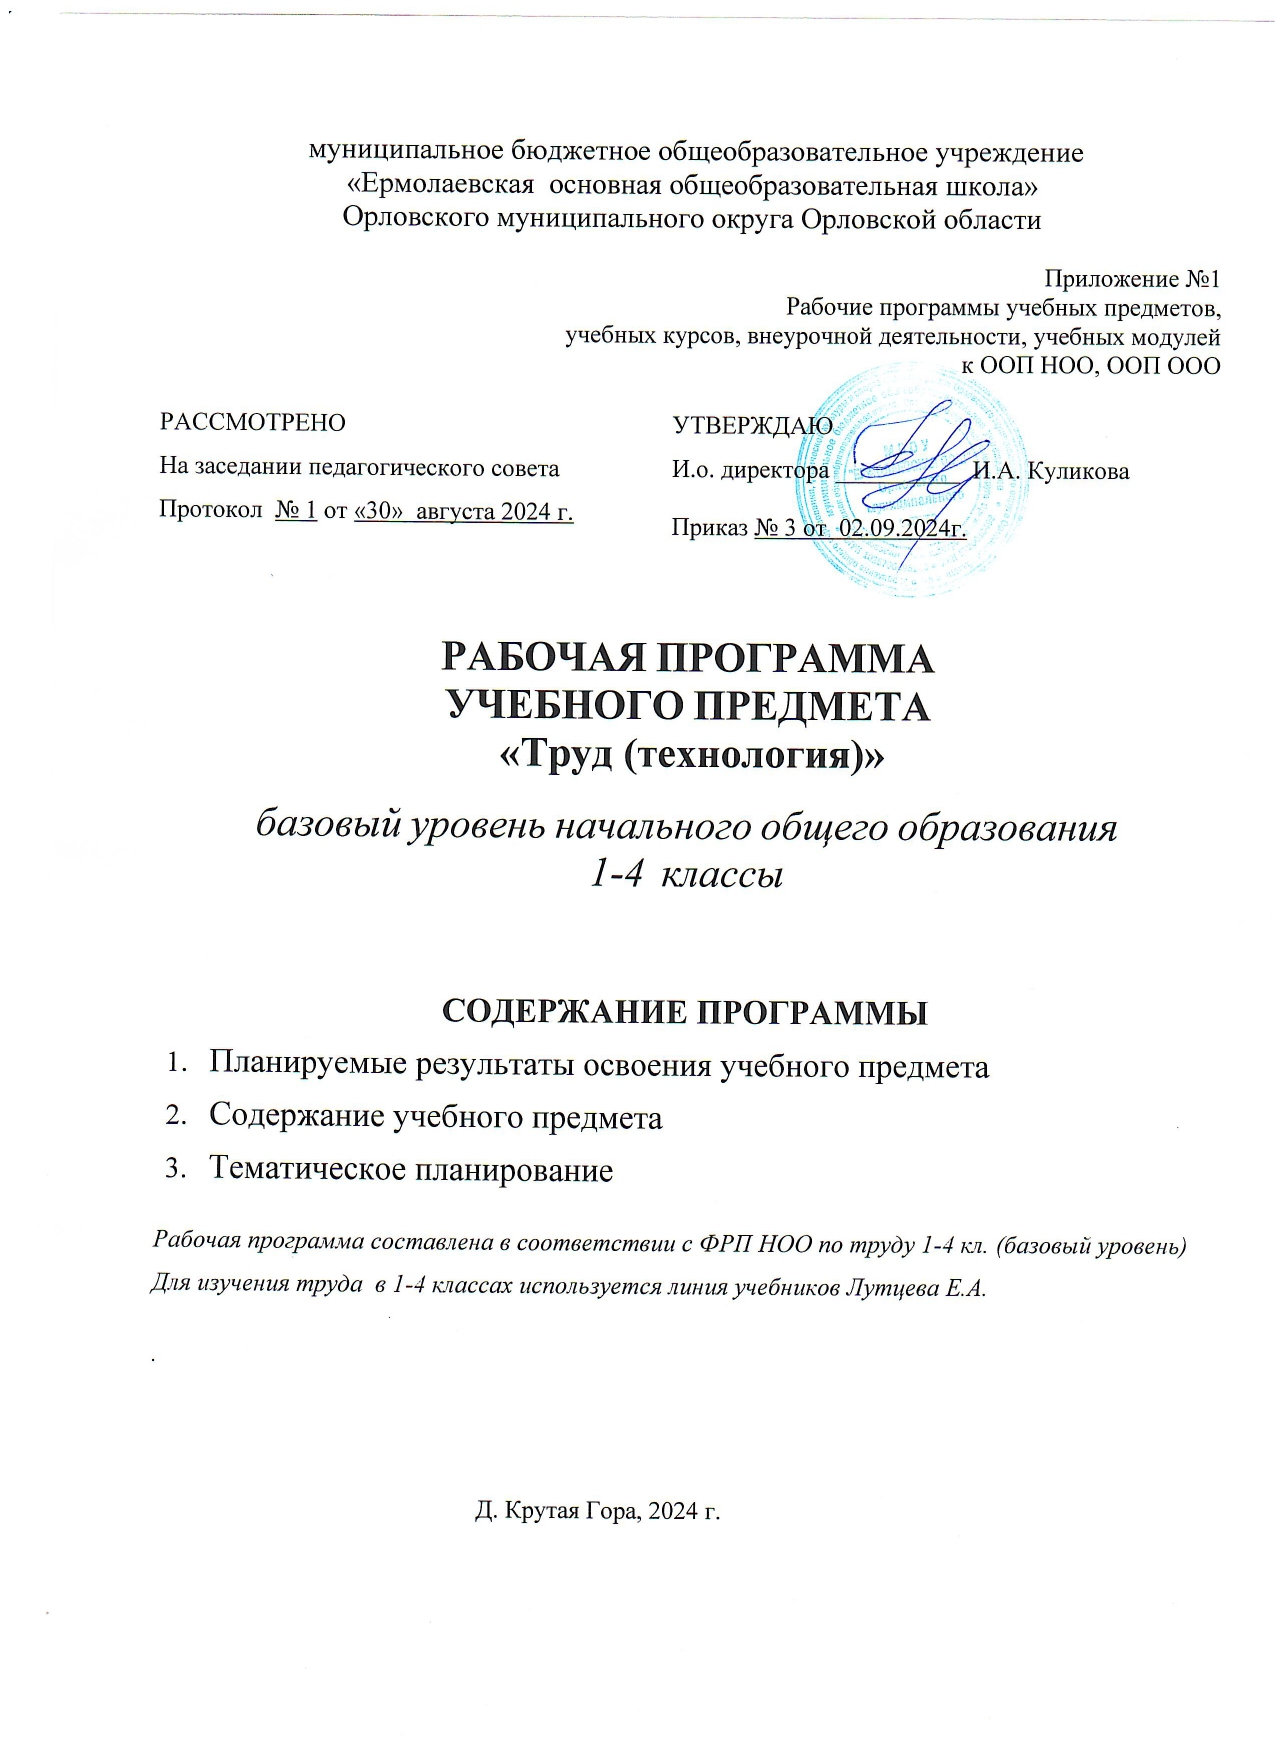 муниципальное бюджетное общеобразовательное учреждение
«Ермолаевская основная общеобразовательная школа»
Орловского муниципального округа Орловской области
Приложение №1
Рабочие программы учебных предметов,
учебных курсов, внеурочной деятельности, учебных модулей
к ООП НОО, ООП ООО
РАССМОТРЕНО
На заседании педагогического совета
Протокол № 1 от «30» августа 2024 г.
УТВЕРЖДАЮ
И.о. директора __________ И.А. Куликова
Приказ № 3 от 02.09.2024г.
РАБОЧАЯ ПРОГРАММА
УЧЕБНОГО ПРЕДМЕТА
«Труд (технология)»
базовый уровень начального общего образования
1-4 классы
СОДЕРЖАНИЕ ПРОГРАММЫ
1. Планируемые результаты освоения учебного предмета
2. Содержание учебного предмета
3. Тематическое планирование
Рабочая программа составлена в соответствии с ФРП НОО по труду 1-4 кл. (базовый уровень)
Для изучения труда в 1-4 классах используется линия учебников Лутцева Е.А.
.
Д. Крутая Гора, 2024 г.